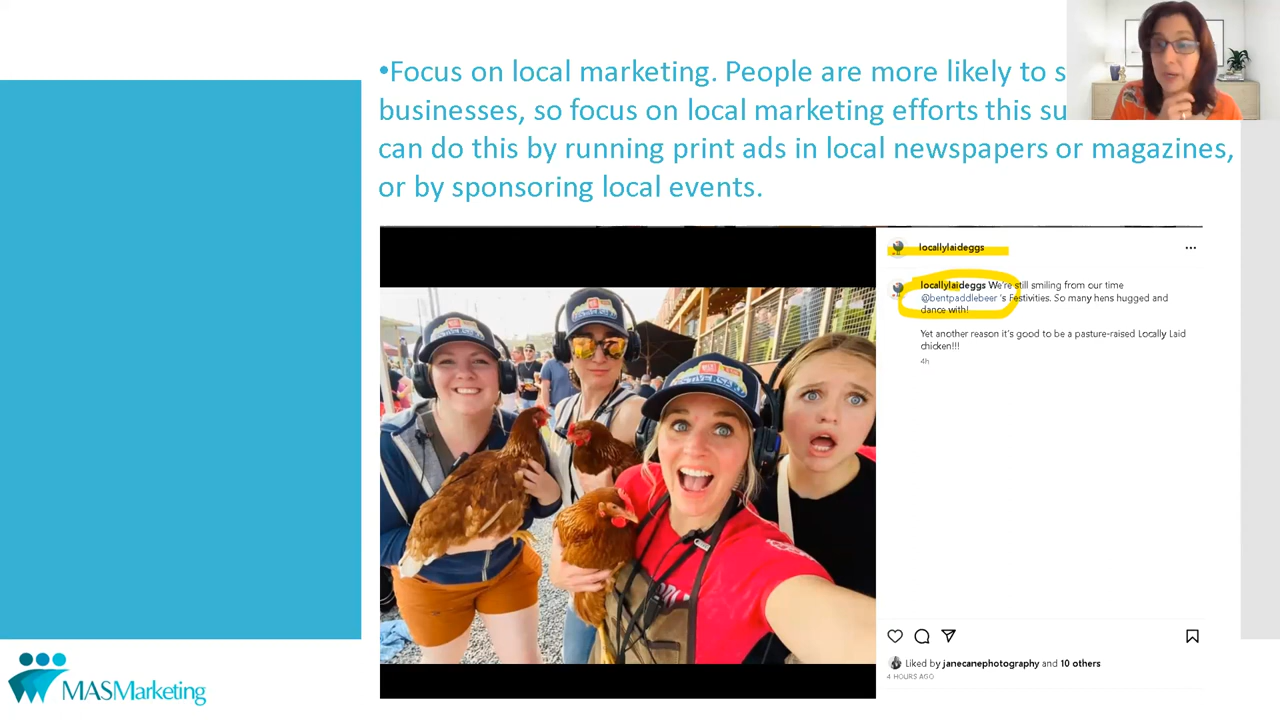 •Focus on local marketing. People are more likely to
businesses, so focus on local marketing efforts this
can do this by running print ads in local newspapers or magazines,
or by sponsoring local events.
locallylaideggs
locallylaideggs We're still smiling from our time
@bentpaddlebeer 's Festivities. So many hens hugged and
dance with!
Yet another reason it's good to be a pasture-raised Locally Laid
chicken!!!
4h
Liked by janecanephotography and 10 others
4 HOURS AGO
MASMarketing